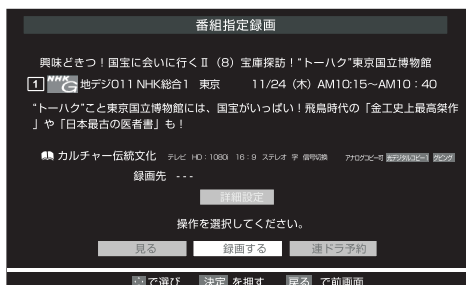 番組指定録画
興味どきつ！国宝に会いに行くⅡ（8）宝庫探訪！“トーハク”東京国立博物館
1 NHK G 地デジ011 NHK総合1 東京 11/24（木）AM10:15～AM10：40
“トーハク”こと東京国立博物館には、国宝がいっぱい！飛鳥時代の「金工史上最高傑作
」や「日本最古の医者書」も！
カルチャー伝統文化 テレビ HD：1080i 16：9 ステレオ 字 信号切換 アナログコピー可 光デジタルコピー1 ダビング
録画先 ---
詳細設定
操作を選択してください。
見る 録画する 連ドラ予約
で選び 決定 を押す 戻る で前画面